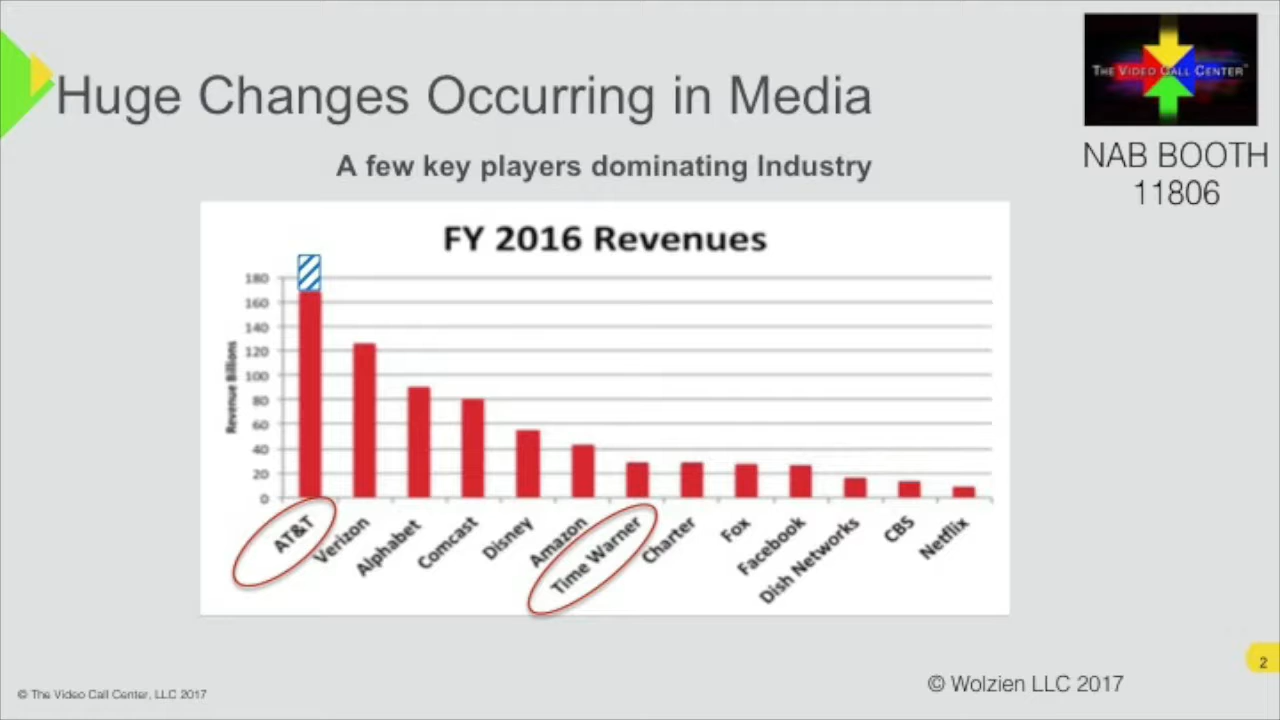 Huge Changes Occurring in Media
THE VIDEO CALL CENTER™
NAB BOOTH
11806
A few key players dominating Industry
FY 2016 Revenues
Revenue Billions
180
160
140
120
100
80
60
40
20
0
AT&T
Verizon
Alphabet
Comcast
Disney
Amazon
Time Warner
Charter
Fox
Facebook
Dish Networks
CBS
Netflix
2
© Wolzien LLC 2017
© The Video Call Center, LLC 2017